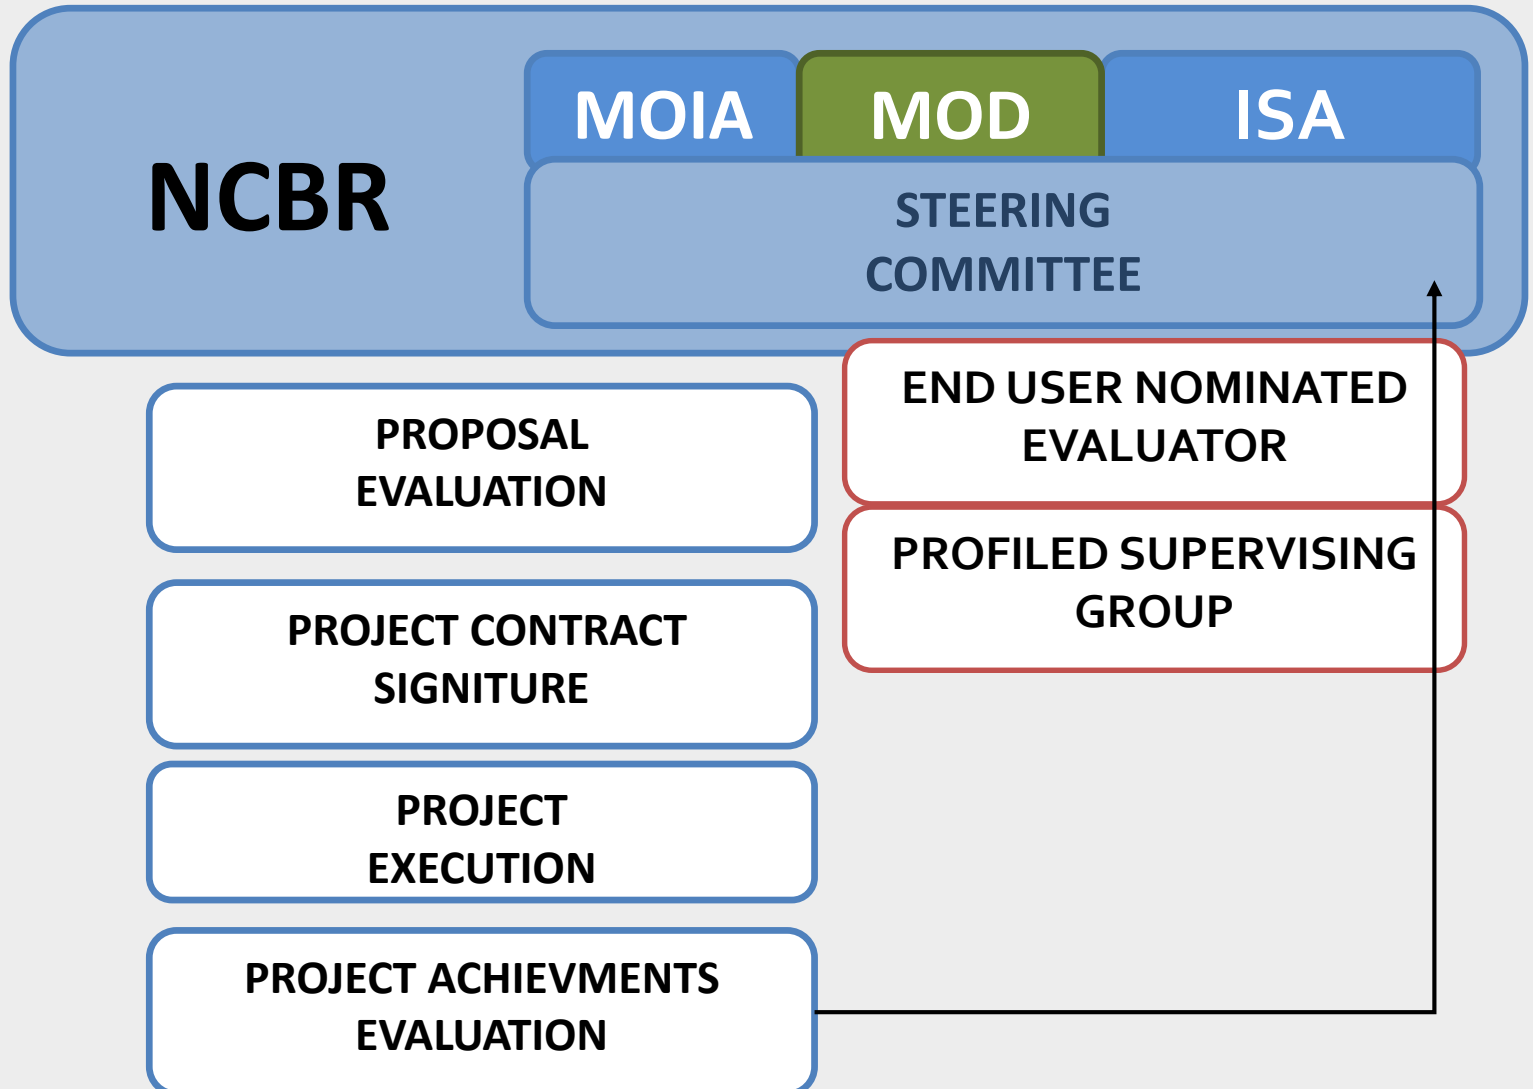 NCBR
MOIA
MOD
ISA
STEERING
COMMITTEE
PROPOSAL
EVALUATION
PROJECT CONTRACT
SIGNITURE
PROJECT
EXECUTION
PROJECT ACHIEVMENTS
EVALUATION
END USER NOMINATED
EVALUATOR
PROFILED SUPERVISING
GROUP